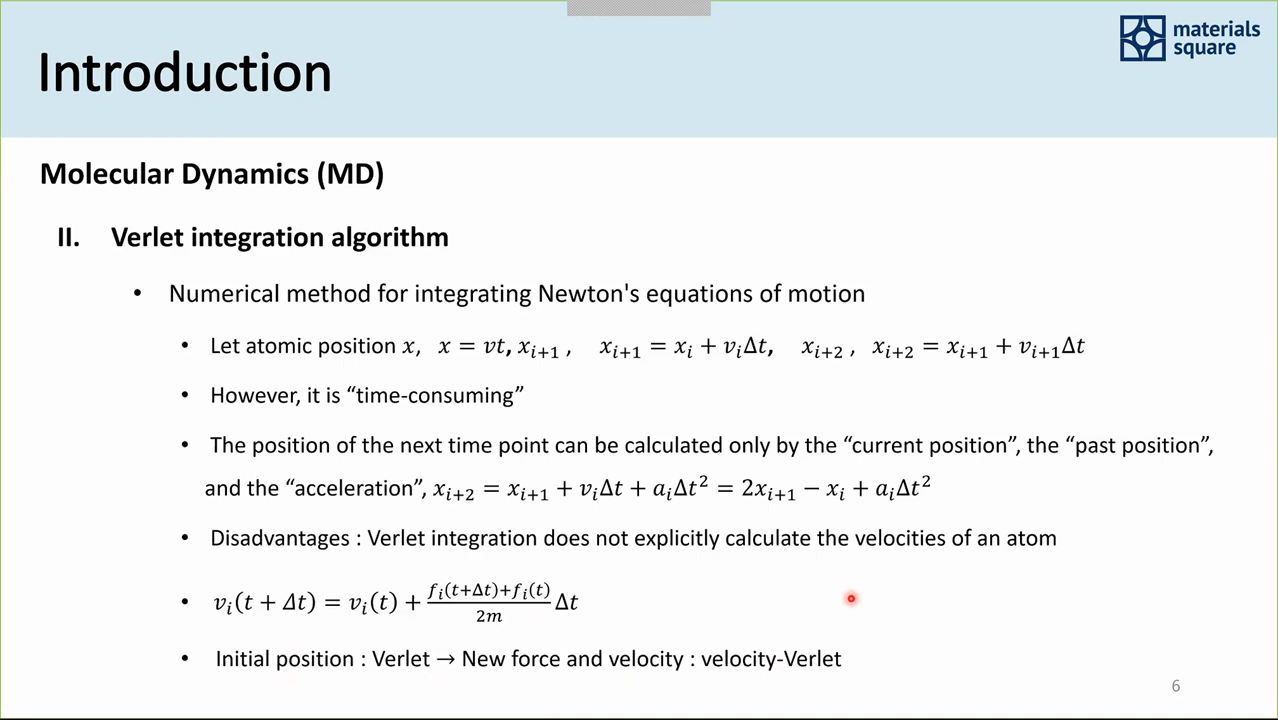 Introduction
materials
square
Molecular Dynamics (MD)
II. Verlet integration algorithm
• Numerical method for integrating Newton's equations of motion
• Let atomic position x, x = vt, xᵢ₊₁ , xᵢ₊₁ = xᵢ + vᵢΔt, xᵢ₊₂ , xᵢ₊₂ = xᵢ₊₁ + vᵢ₊₁Δt
• However, it is “time-consuming”
• The position of the next time point can be calculated only by the “current position”, the “past position”,
and the “acceleration”, xᵢ₊₂ = xᵢ₊₁ + vᵢΔt + aᵢΔt² = 2xᵢ₊₁ − xᵢ + aᵢΔt²
• Disadvantages : Verlet integration does not explicitly calculate the velocities of an atom
• vᵢ(t + Δt) = vᵢ(t) + (fᵢ(t+Δt)+fᵢ(t))/2m Δt
• Initial position : Verlet → New force and velocity : velocity-Verlet
6